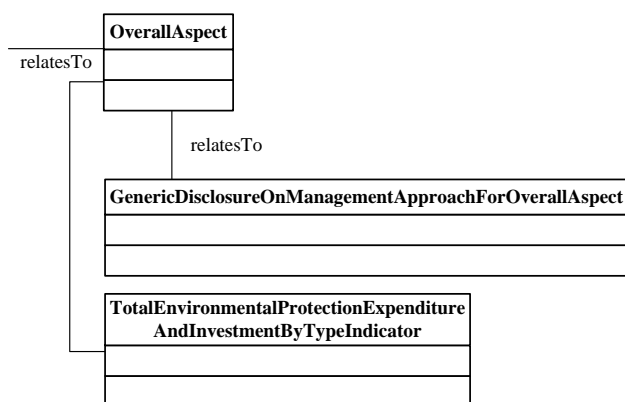 OverallAspect
relatesTo
relatesTo
GenericDisclosureOnManagementApproachForOverallAspect
TotalEnvironmentalProtectionExpenditure
AndInvestmentByTypeIndicator